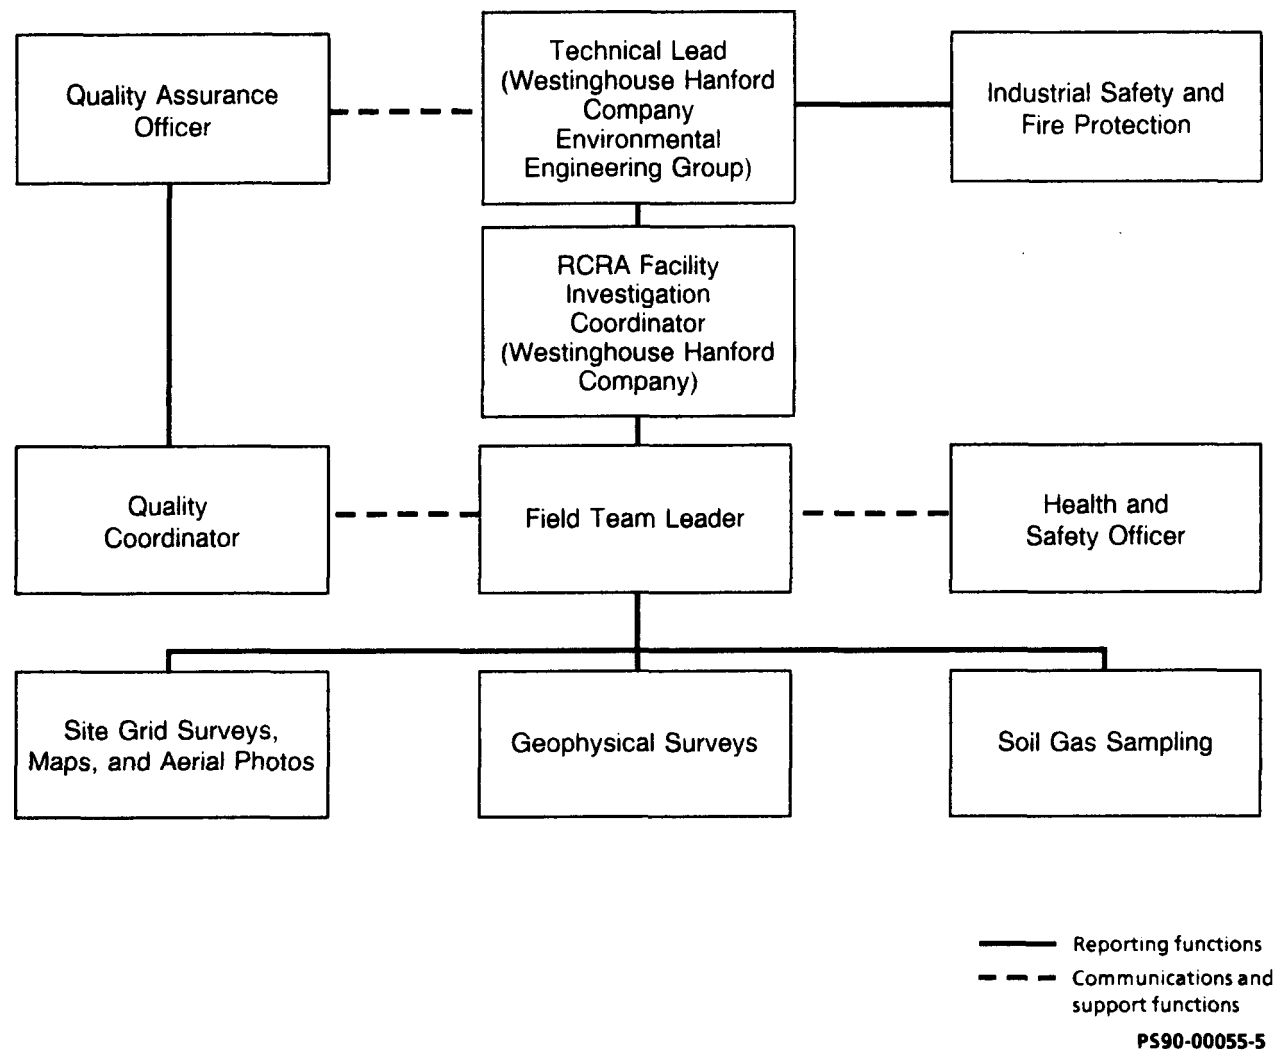 Quality Assurance
Officer
Technical Lead
(Westinghouse Hanford
Company
Environmental
Engineering Group)
Industrial Safety and
Fire Protection
RCRA Facility
Investigation
Coordinator
(Westinghouse Hanford
Company)
Quality
Coordinator
Field Team Leader
Health and
Safety Officer
Site Grid Surveys,
Maps, and Aerial Photos
Geophysical Surveys
Soil Gas Sampling
Reporting functions
Communications and
support functions
PS90-00055-5